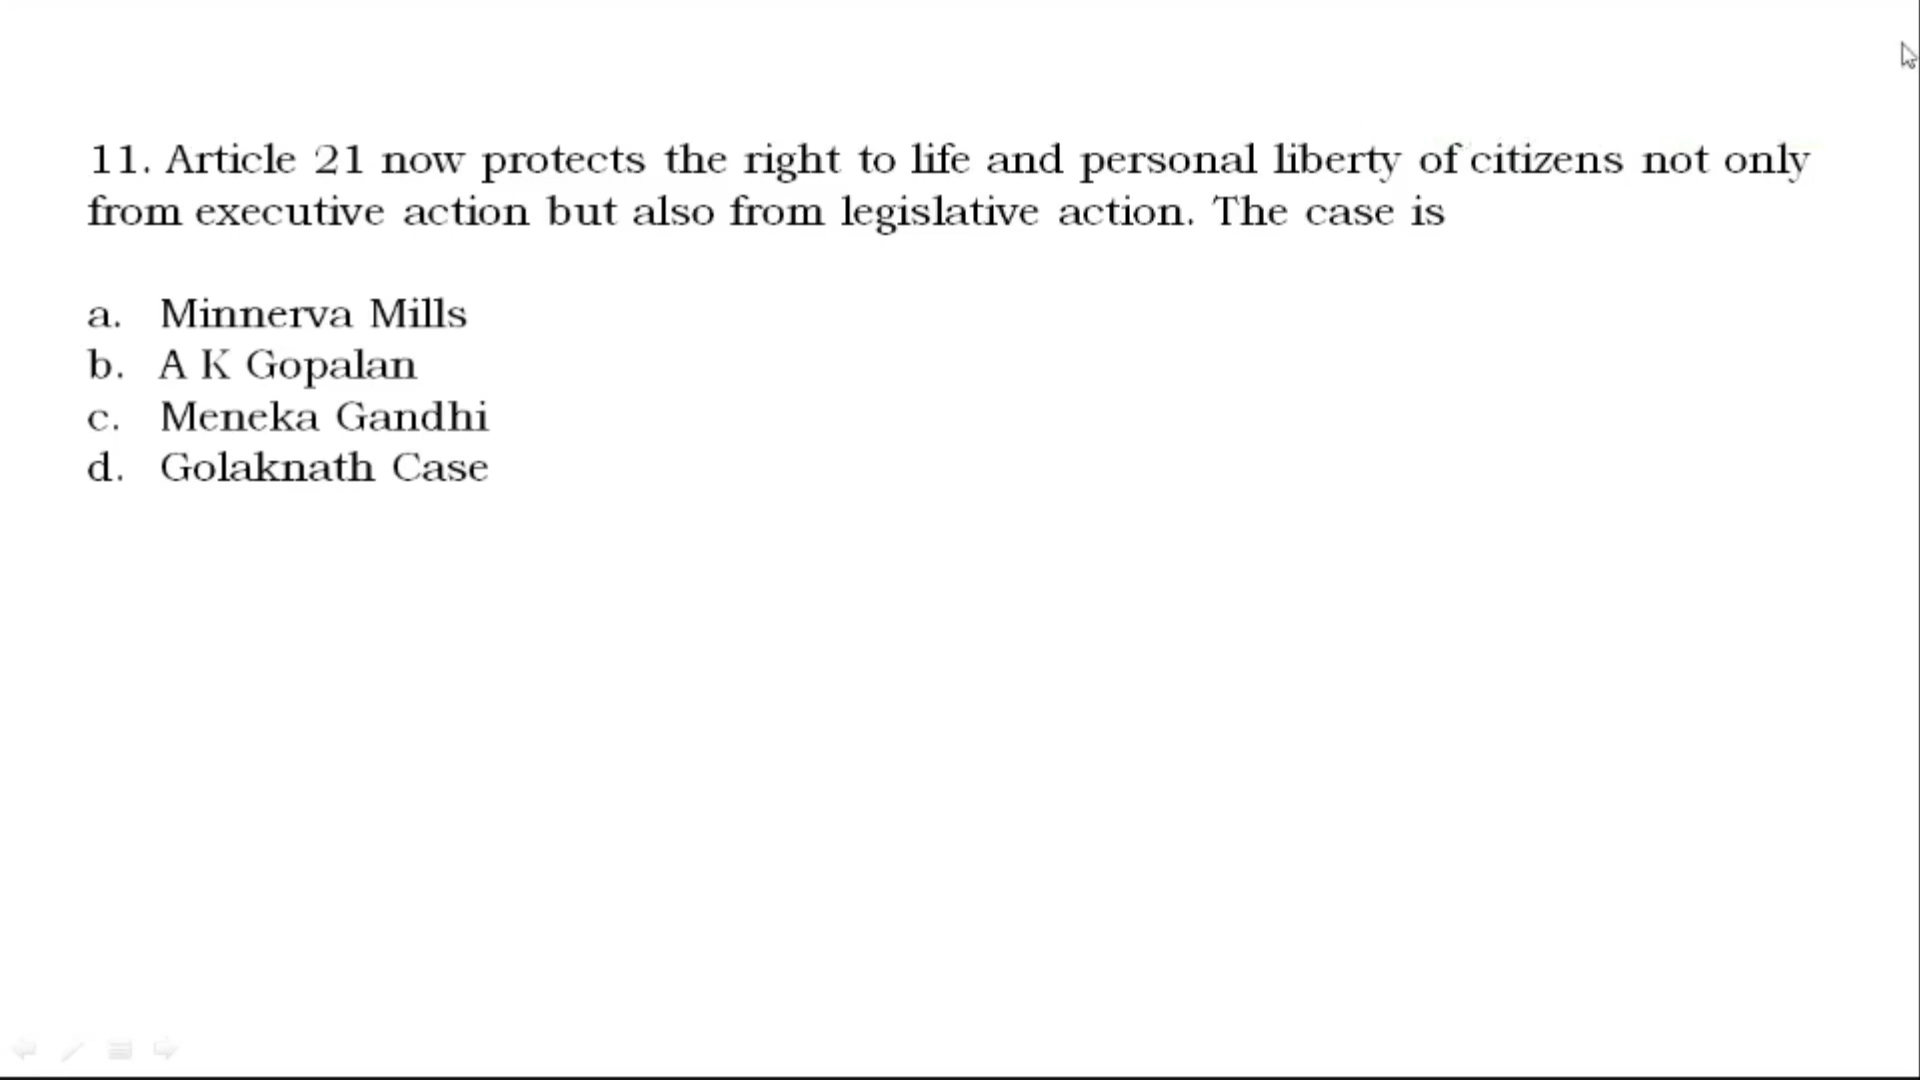 11. Article 21 now protects the right to life and personal liberty of citizens not only
from executive action but also from legislative action. The case is
a. Minnerva Mills
b. A K Gopalan
c. Meneka Gandhi
d. Golaknath Case